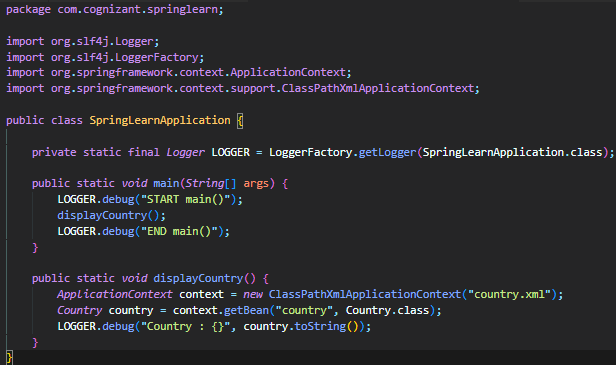 package com.cognizant.springlearn;
import org.slf4j.Logger;
import org.slf4j.LoggerFactory;
import org.springframework.context.ApplicationContext;
import org.springframework.context.support.ClassPathXmlApplicationContext;
public class SpringLearnApplication {
private static final Logger LOGGER = LoggerFactory.getLogger(SpringLearnApplication.class);
public static void main(String[] args) {
LOGGER.debug("START main()");
displayCountry();
LOGGER.debug("END main()");
}
public static void displayCountry() {
ApplicationContext context = new ClassPathXmlApplicationContext("country.xml");
Country country = context.getBean("country", Country.class);
LOGGER.debug("Country : {}", country.toString());
}
}